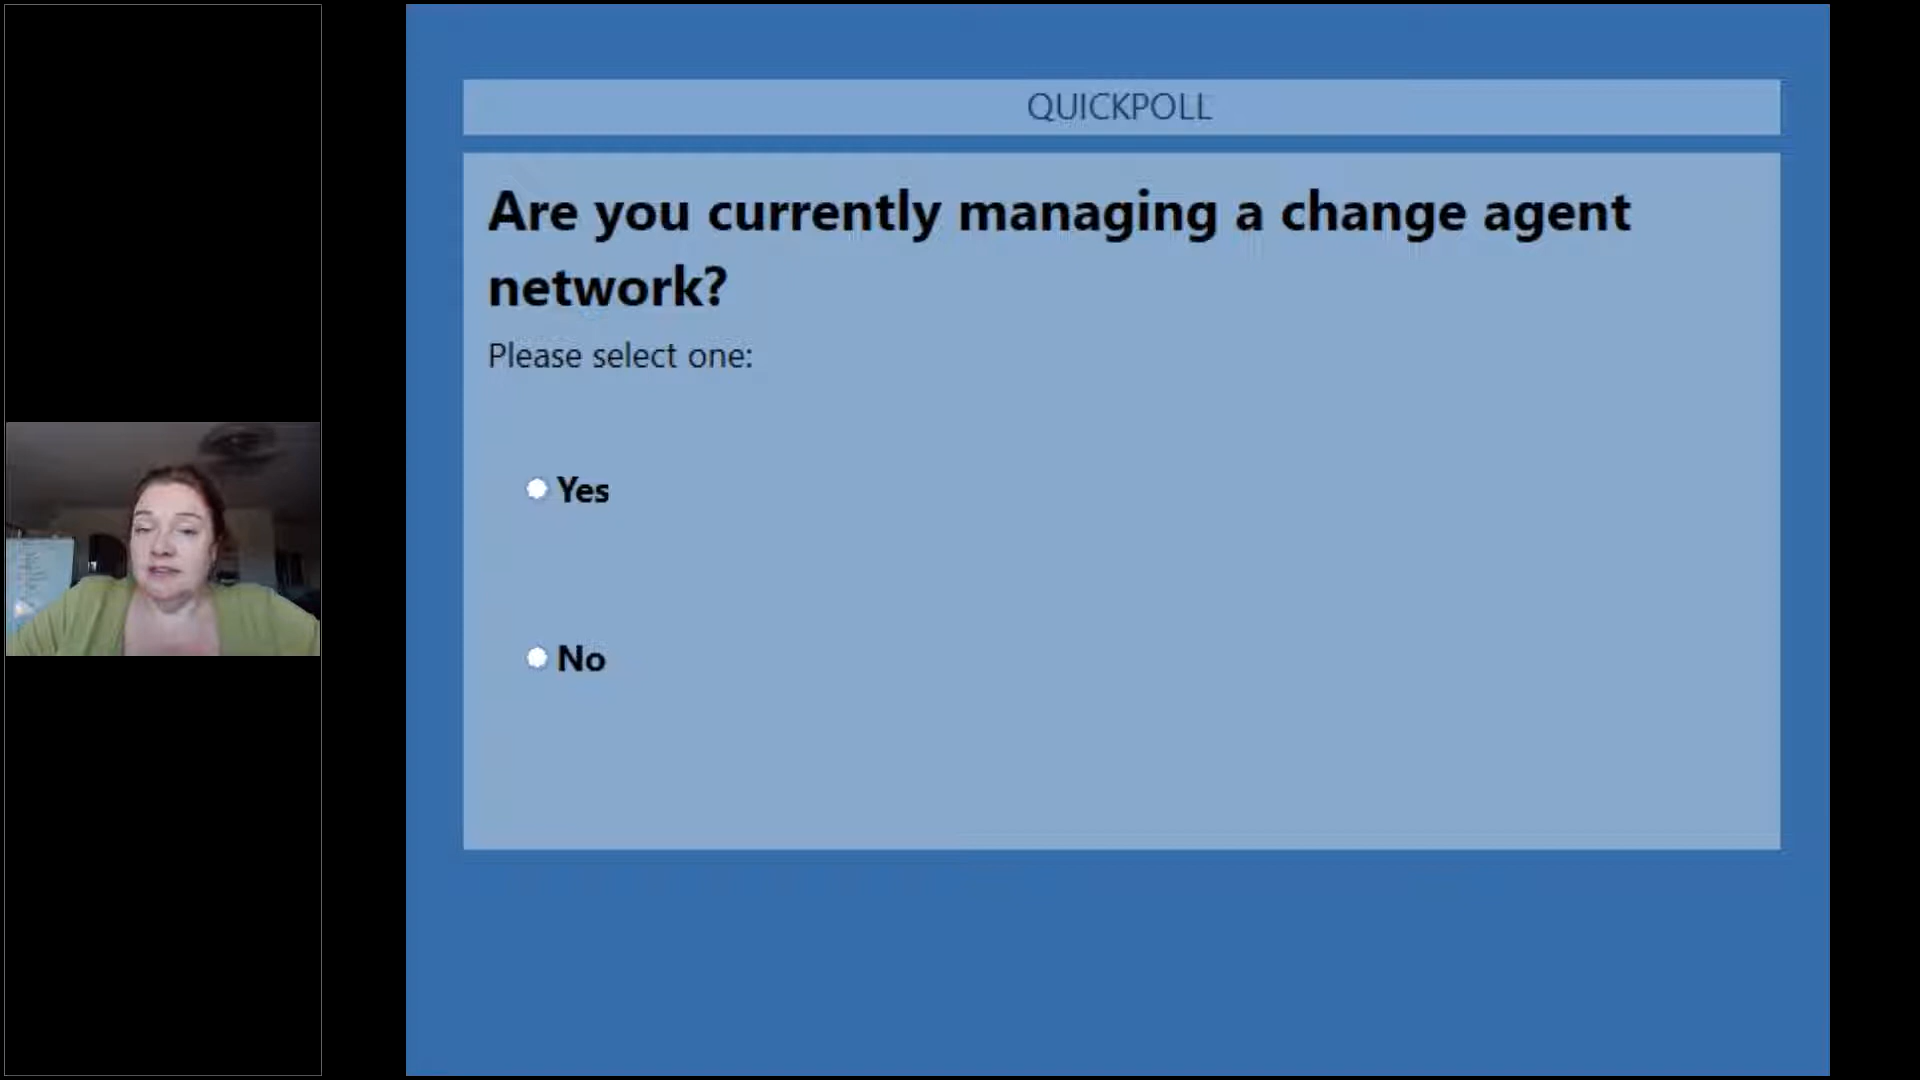 QUICKPOLL
Are you currently managing a change agent
network?
Please select one:
Yes
No